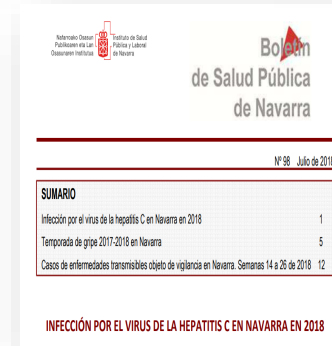 Nafarroako Osasun
Publikoaren eta Lan
Osasunaren Institutua
Instituto de Salud
Pública y Laboral
de Navarra
Boletín
de Salud Pública
de Navarra
Nº 98 Julio de 2018
SUMARIO
Infección por el virus de la hepatitis C en Navarra en 2018 1
Temporada de gripe 2017-2018 en Navarra 5
Casos de enfermedades transmisibles objeto de vigilancia en Navarra. Semanas 14 a 26 de 2018 12
INFECCIÓN POR EL VIRUS DE LA HEPATITIS C EN NAVARRA EN 2018